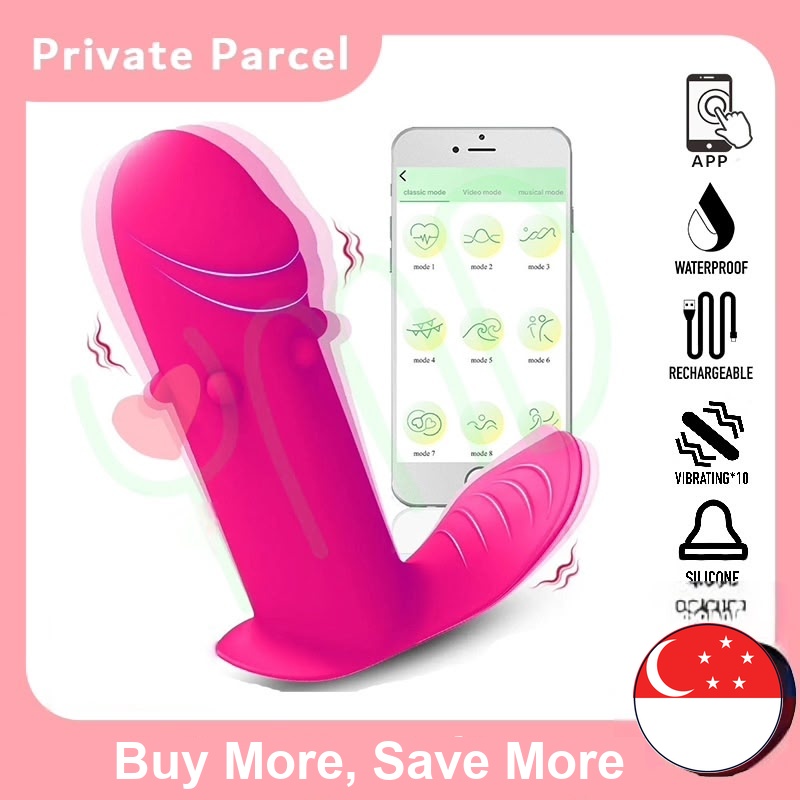 Private Parcel
classic mode Video mode musical mode
mode 1 mode 2 mode 3
mode 4 mode 5 mode 6
mode 7 mode 8
APP
WATERPROOF
RECHARGEABLE
VIBRATING*10
SILICONE
Buy More, Save More